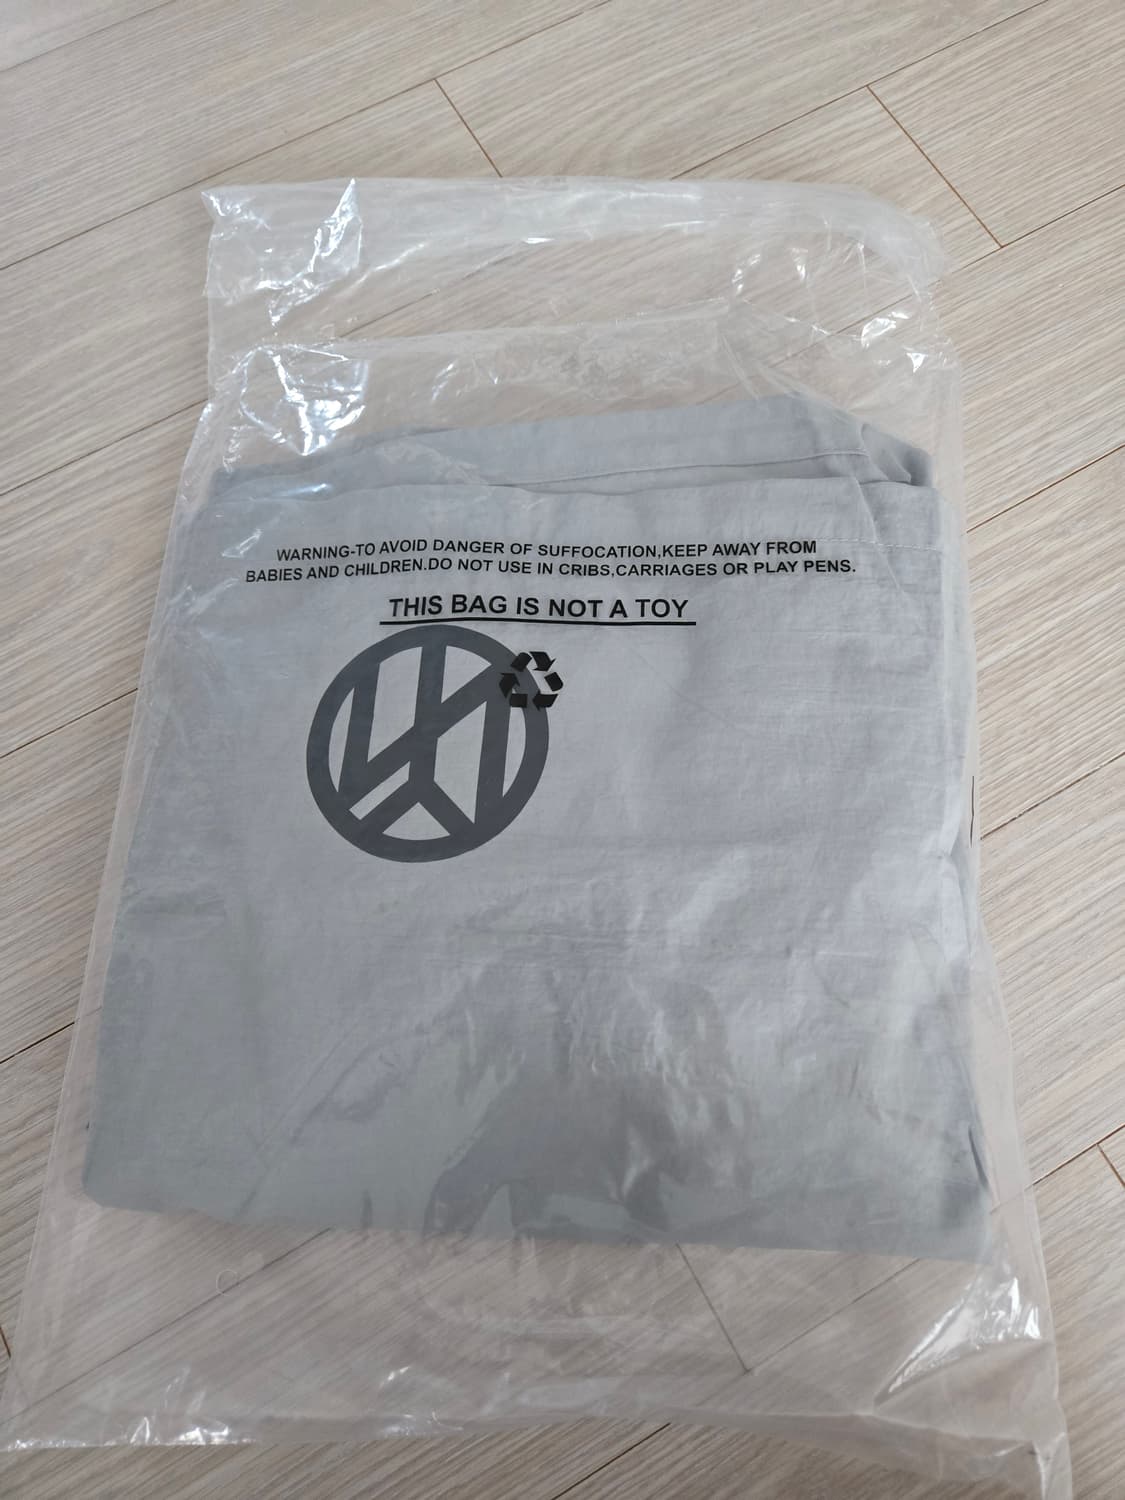 WARNING-TO AVOID DANGER OF SUFFOCATION,KEEP AWAY FROM
BABIES AND CHILDREN.DO NOT USE IN CRIBS,CARRIAGES OR PLAY PENS.
THIS BAG IS NOT A TOY